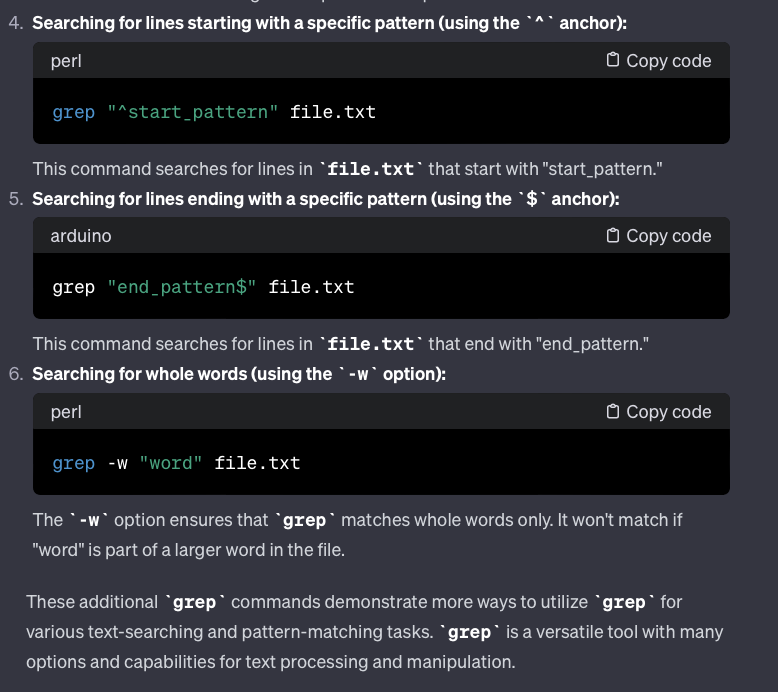 4. Searching for lines starting with a specific pattern (using the `^` anchor):
perl Copy code
grep "^start_pattern" file.txt
This command searches for lines in `file.txt` that start with "start_pattern."
5. Searching for lines ending with a specific pattern (using the `$` anchor):
arduino Copy code
grep "end_pattern$" file.txt
This command searches for lines in `file.txt` that end with "end_pattern."
6. Searching for whole words (using the `-w` option):
perl Copy code
grep -w "word" file.txt
The `-w` option ensures that `grep` matches whole words only. It won't match if
"word" is part of a larger word in the file.
These additional `grep` commands demonstrate more ways to utilize `grep` for
various text-searching and pattern-matching tasks. `grep` is a versatile tool with many
options and capabilities for text processing and manipulation.